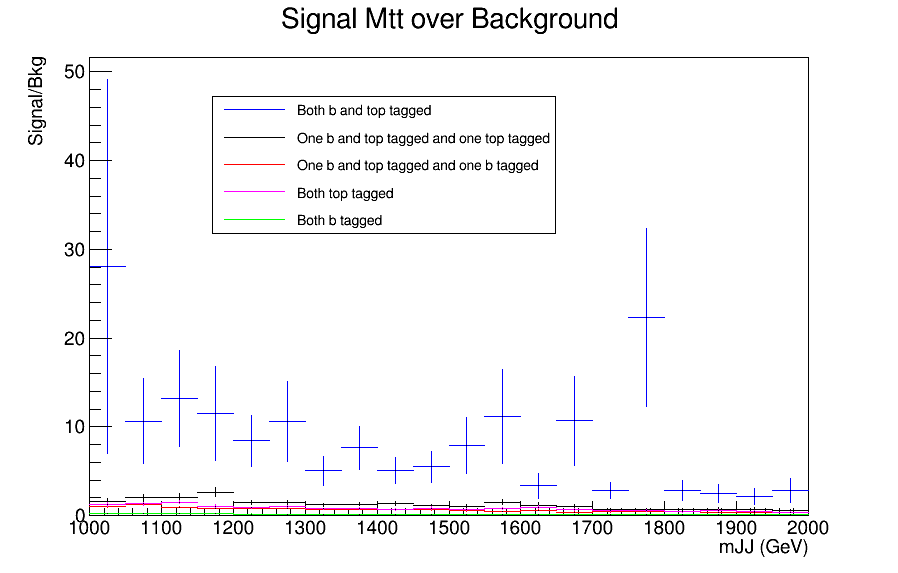 Signal Mtt over Background
Signal/Bkg
50
40
30
20
10
0
Both b and top tagged
One b and top tagged and one top tagged
One b and top tagged and one b tagged
Both top tagged
Both b tagged
1000 1100 1200 1300 1400 1500 1600 1700 1800 1900 2000
mJJ (GeV)